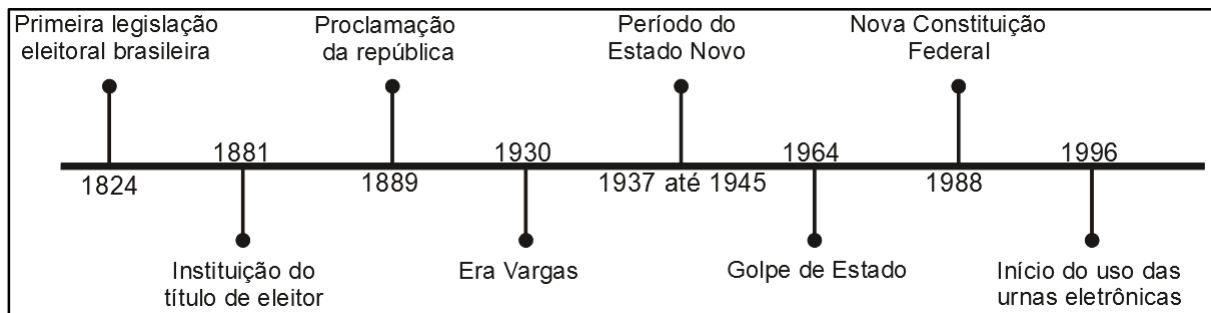 Primeira legislação
eleitoral brasileira
Proclamação
da república
Período do
Estado Novo
Nova Constituição
Federal
1824
1881
1889
1930
1937 até 1945
1964
1988
1996
Instituição do
título de eleitor
Era Vargas
Golpe de Estado
Início do uso das
urnas eletrônicas